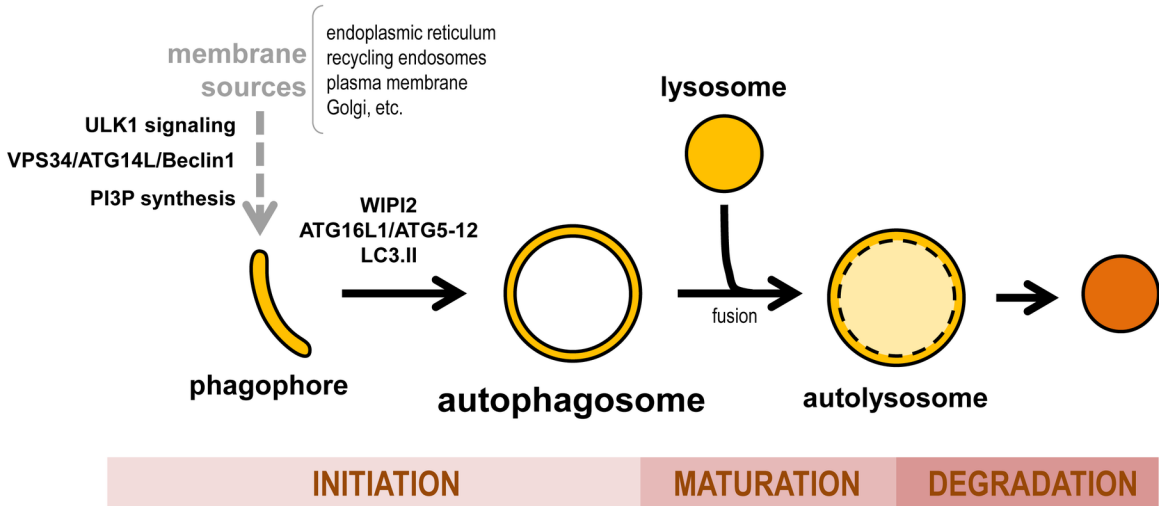 membrane
sources
endoplasmic reticulum
recycling endosomes
plasma membrane
Golgi, etc.
ULK1 signaling
VPS34/ATG14L/Beclin1
PI3P synthesis
WIPI2
ATG16L1/ATG5-12
LC3.II
lysosome
fusion
phagophore
autophagosome
autolysosome
INITIATION
MATURATION
DEGRADATION